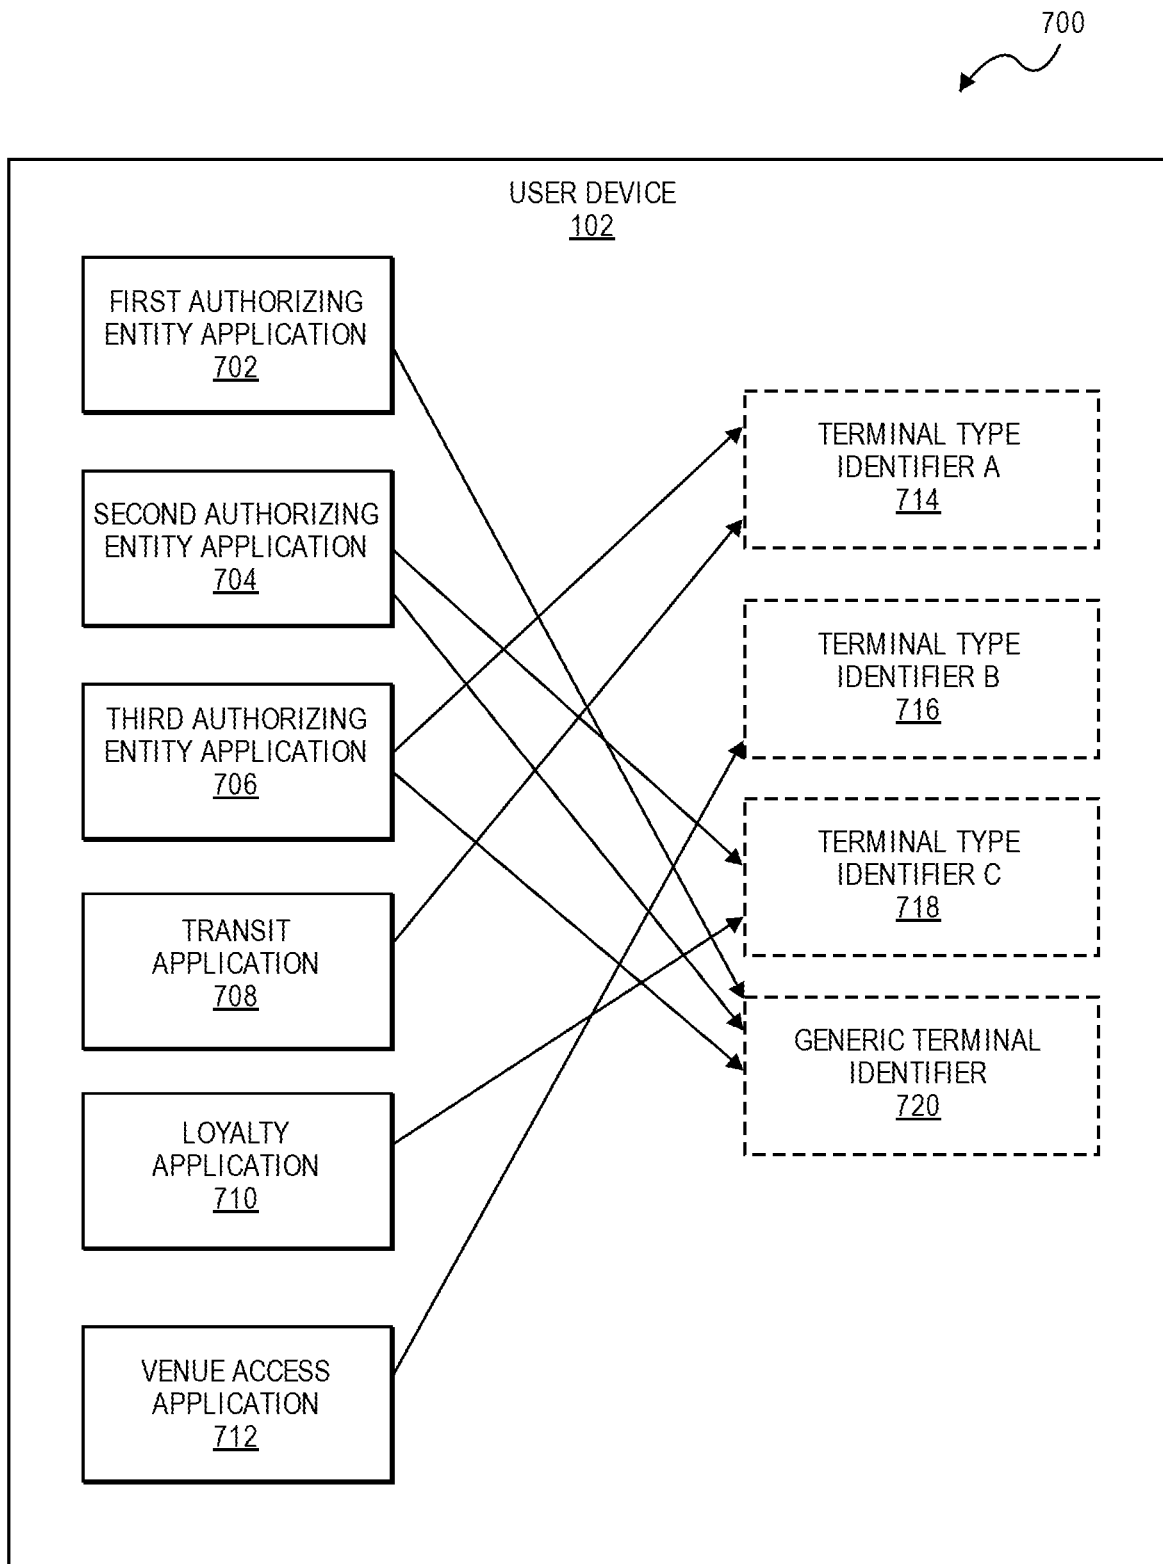 700
USER DEVICE
102
FIRST AUTHORIZING
ENTITY APPLICATION
702
SECOND AUTHORIZING
ENTITY APPLICATION
704
THIRD AUTHORIZING
ENTITY APPLICATION
706
TRANSIT
APPLICATION
708
LOYALTY
APPLICATION
710
VENUE ACCESS
APPLICATION
712
TERMINAL TYPE
IDENTIFIER A
714
TERMINAL TYPE
IDENTIFIER B
716
TERMINAL TYPE
IDENTIFIER C
718
GENERIC TERMINAL
IDENTIFIER
720